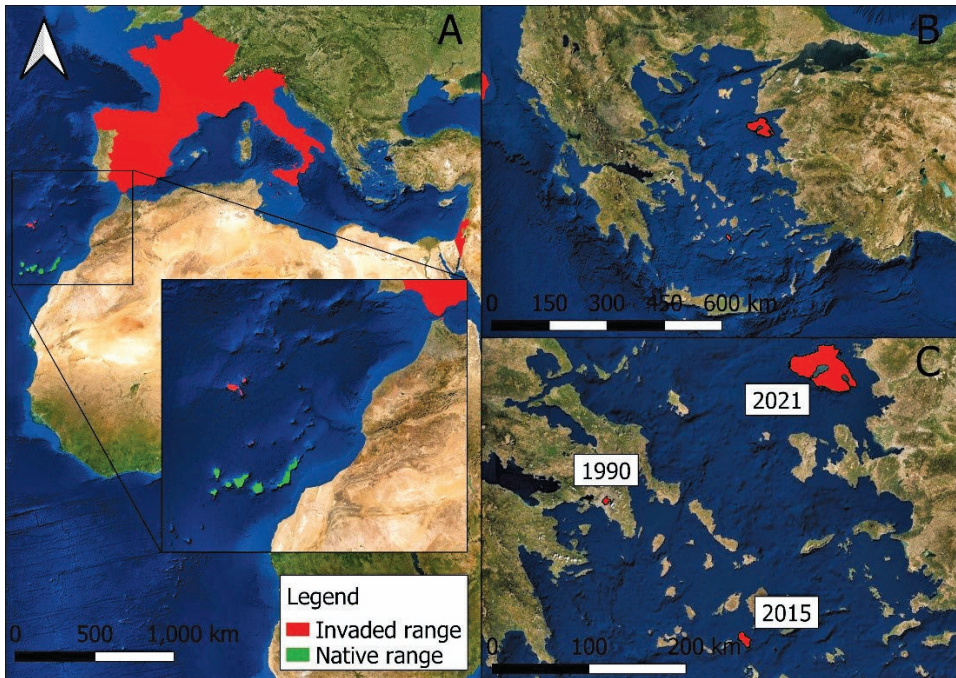 A
B
0 150 300 450 600 km
C
2021
1990
2015
0 100 200 km
Legend
Invaded range
Native range
0 500 1,000 km